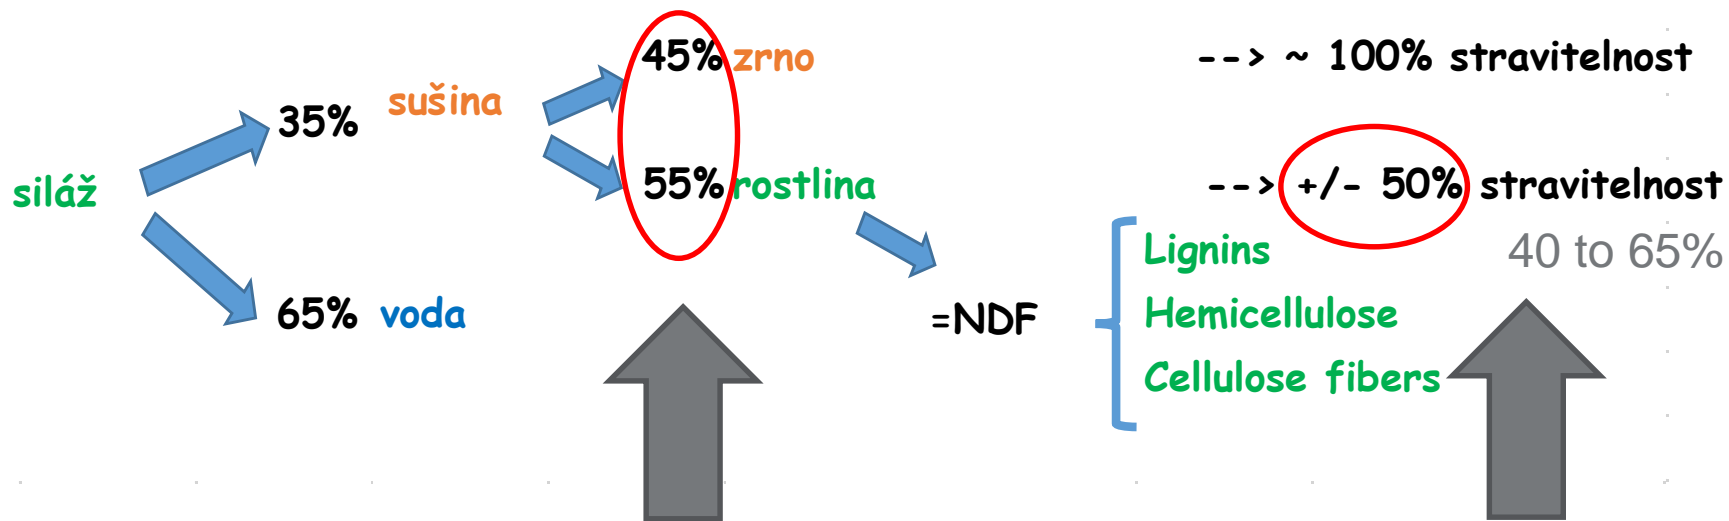 45% zrno --> ~ 100% stravitelnost
sušina
35%
siláž
55% rostlina --> +/- 50% stravitelnost
Lignins 40 to 65%
65% voda
=NDF Hemicellulose
Cellulose fibers